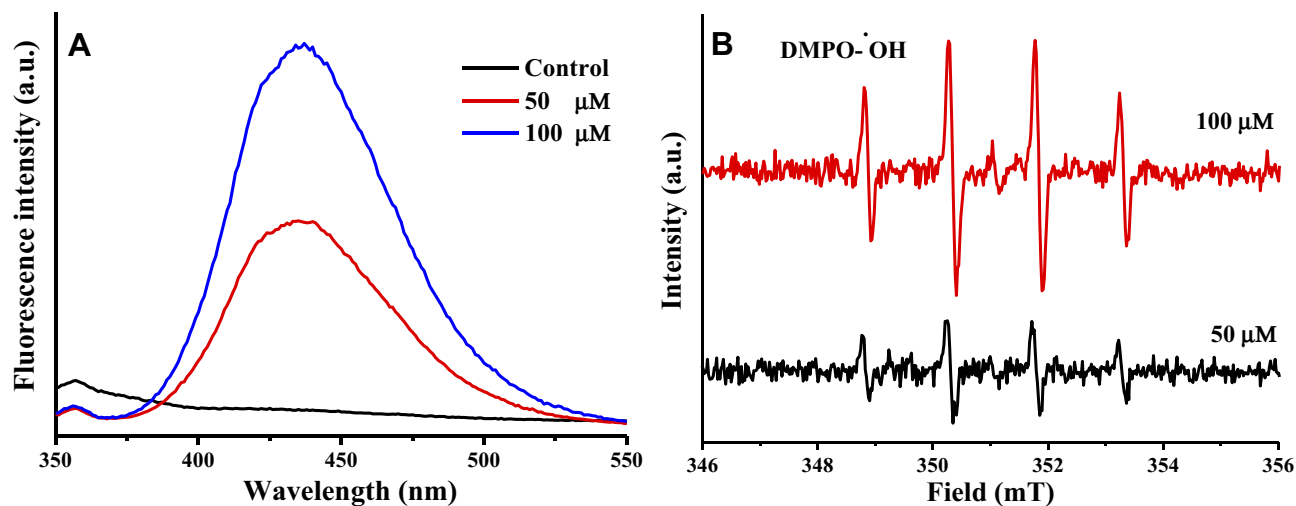 A
Control
50 μM
100 μM
Fluorescence intensity (a.u.)
350 400 450 500 550
Wavelength (nm)
B
DMPO-˙OH
100 μM
50 μM
Intensity (a.u.)
346 348 350 352 354 356
Field (mT)